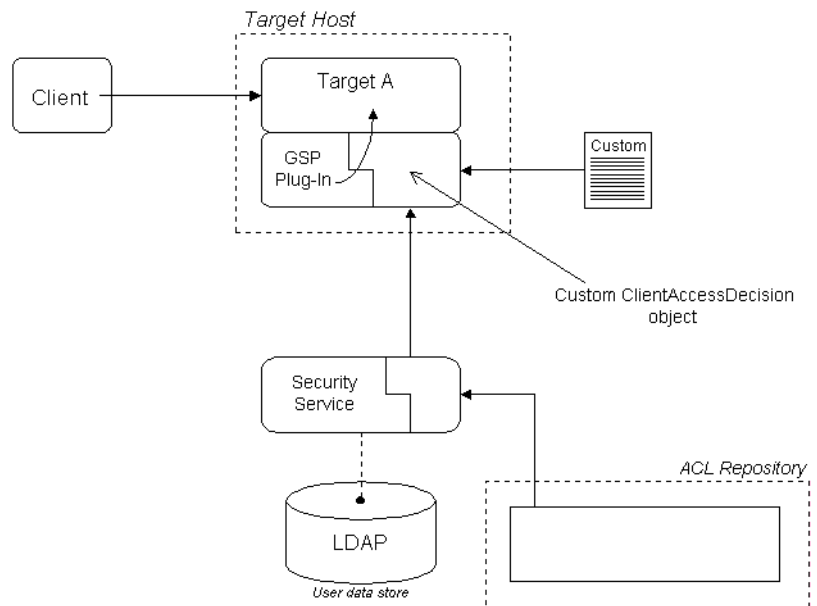 Target Host
Client
Target A
GSP
Plug-In
Custom
Custom ClientAccessDecision
object
Security
Service
ACL Repository
LDAP
User data store